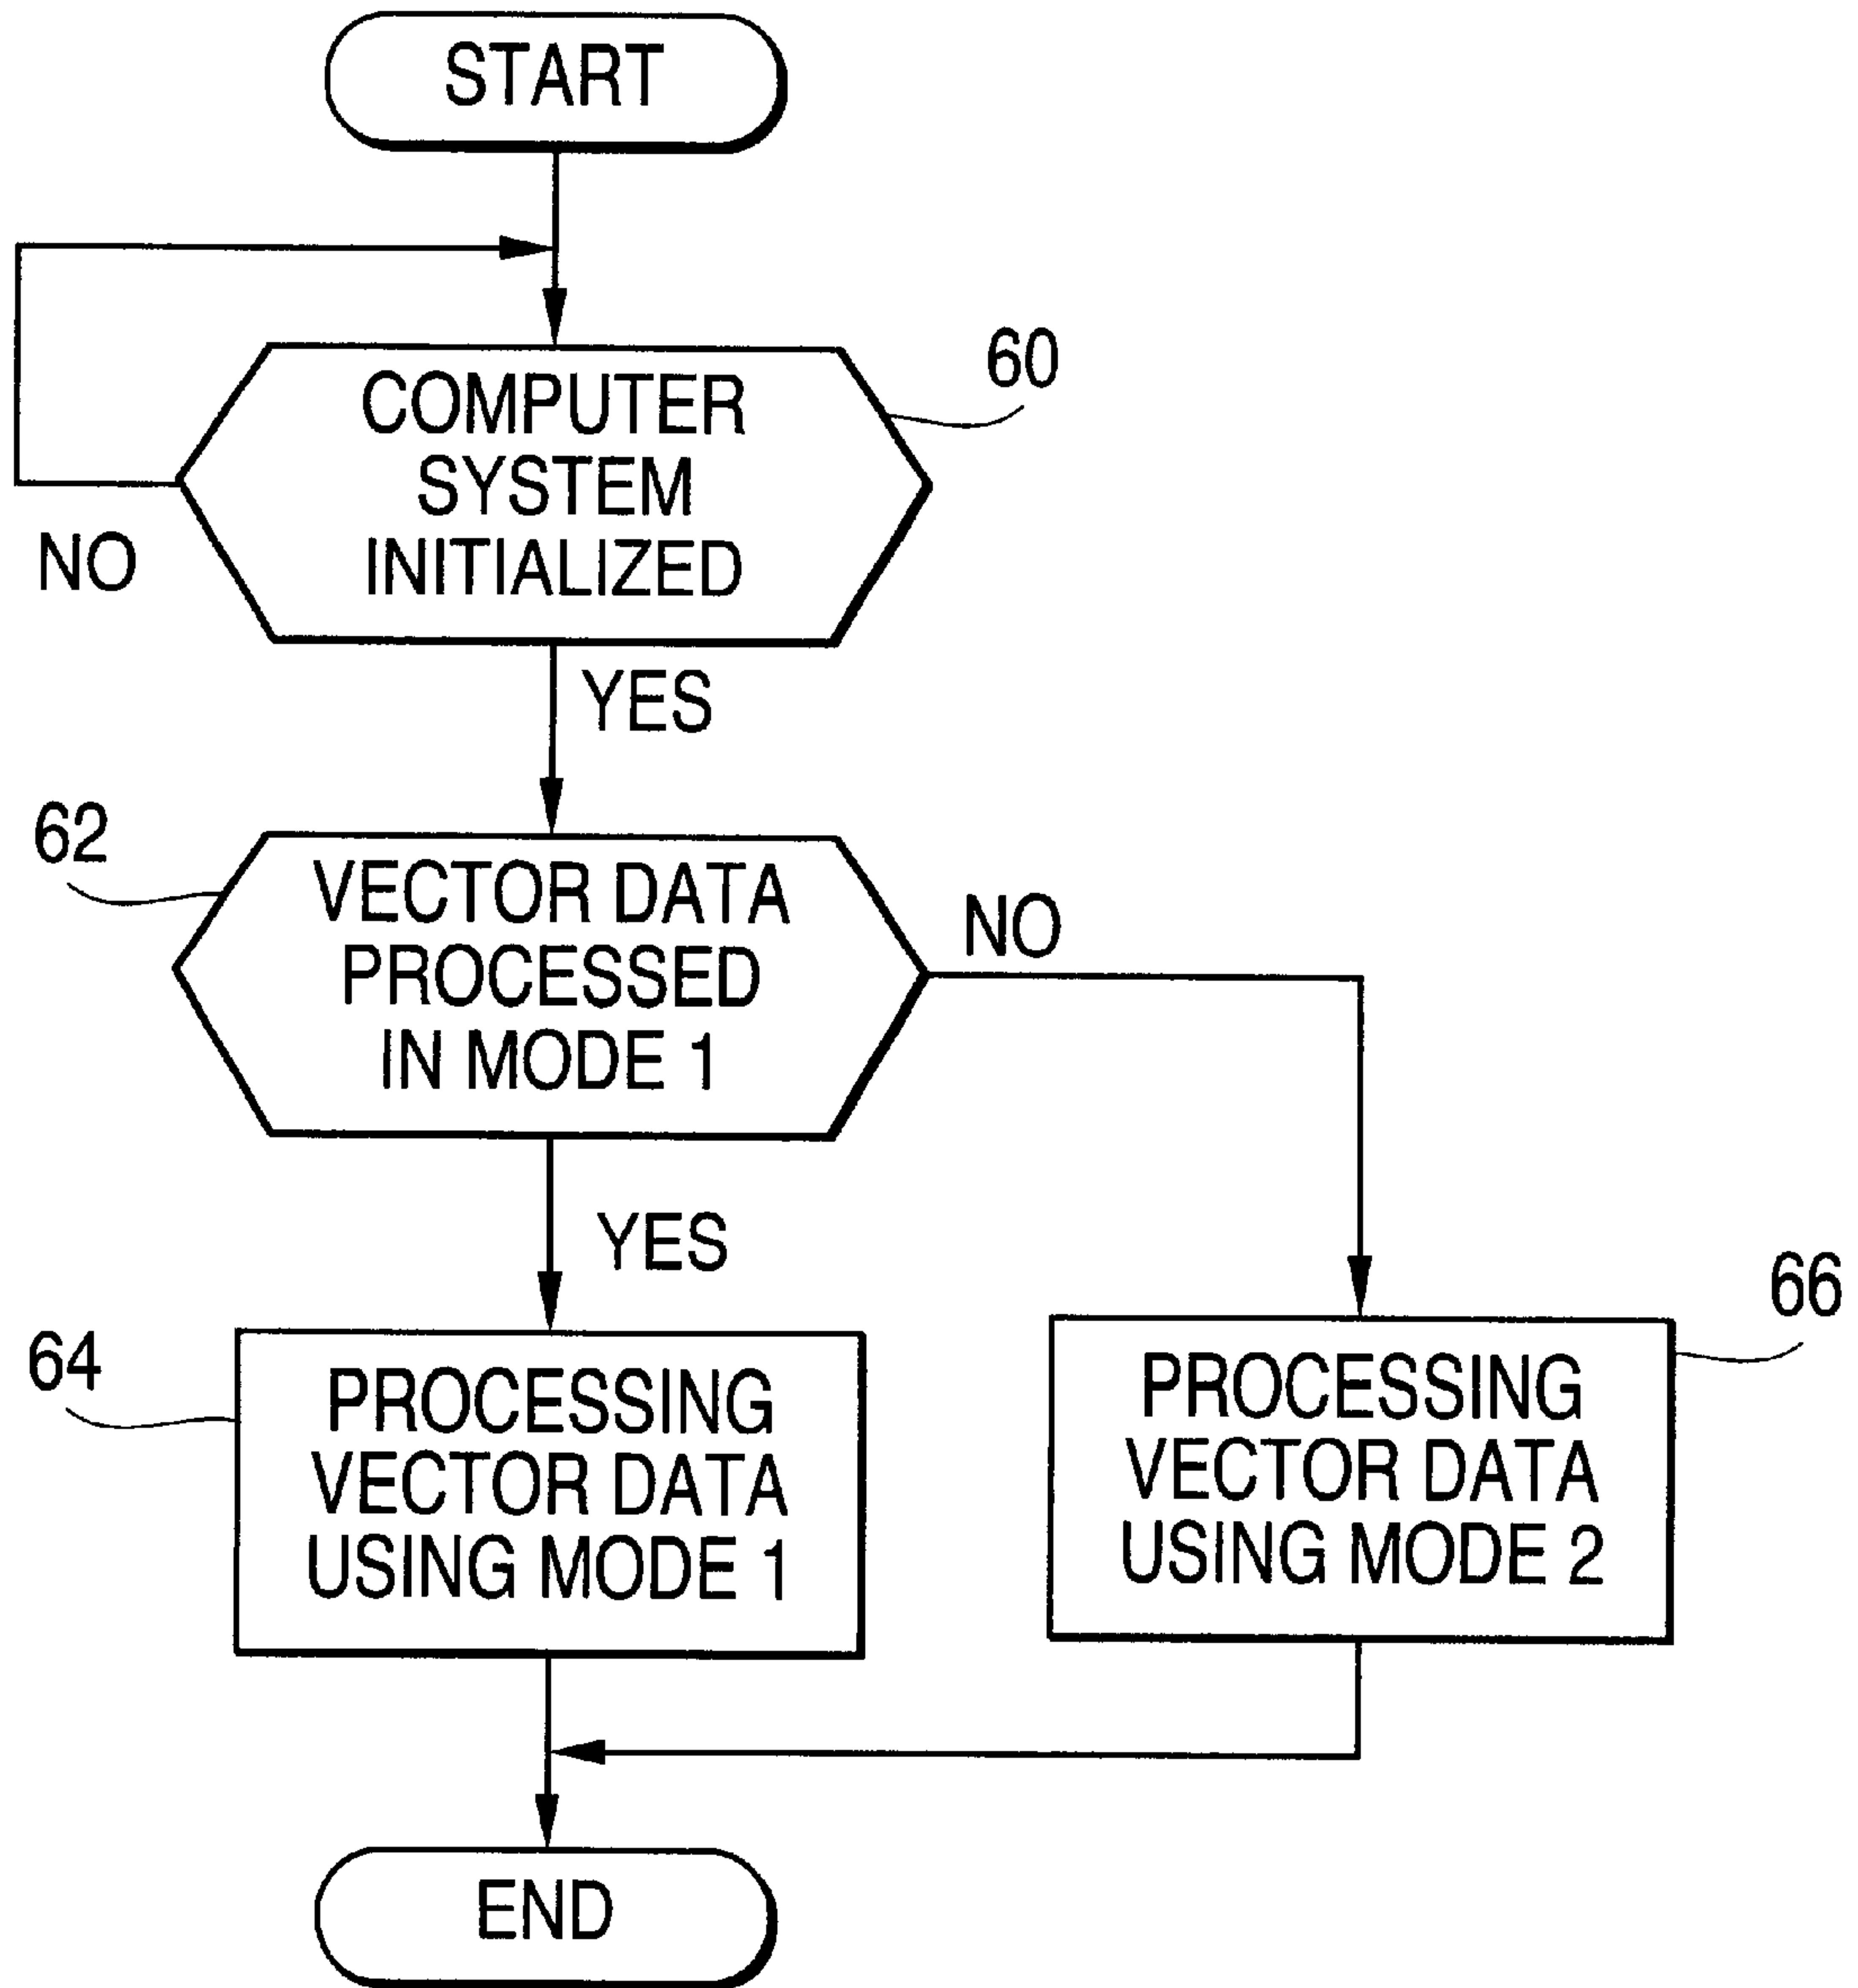 START
60
COMPUTER
SYSTEM
INITIALIZED
NO
YES
62
VECTOR DATA
PROCESSED
IN MODE 1
NO
YES
64
PROCESSING
VECTOR DATA
USING MODE 1
66
PROCESSING
VECTOR DATA
USING MODE 2
END